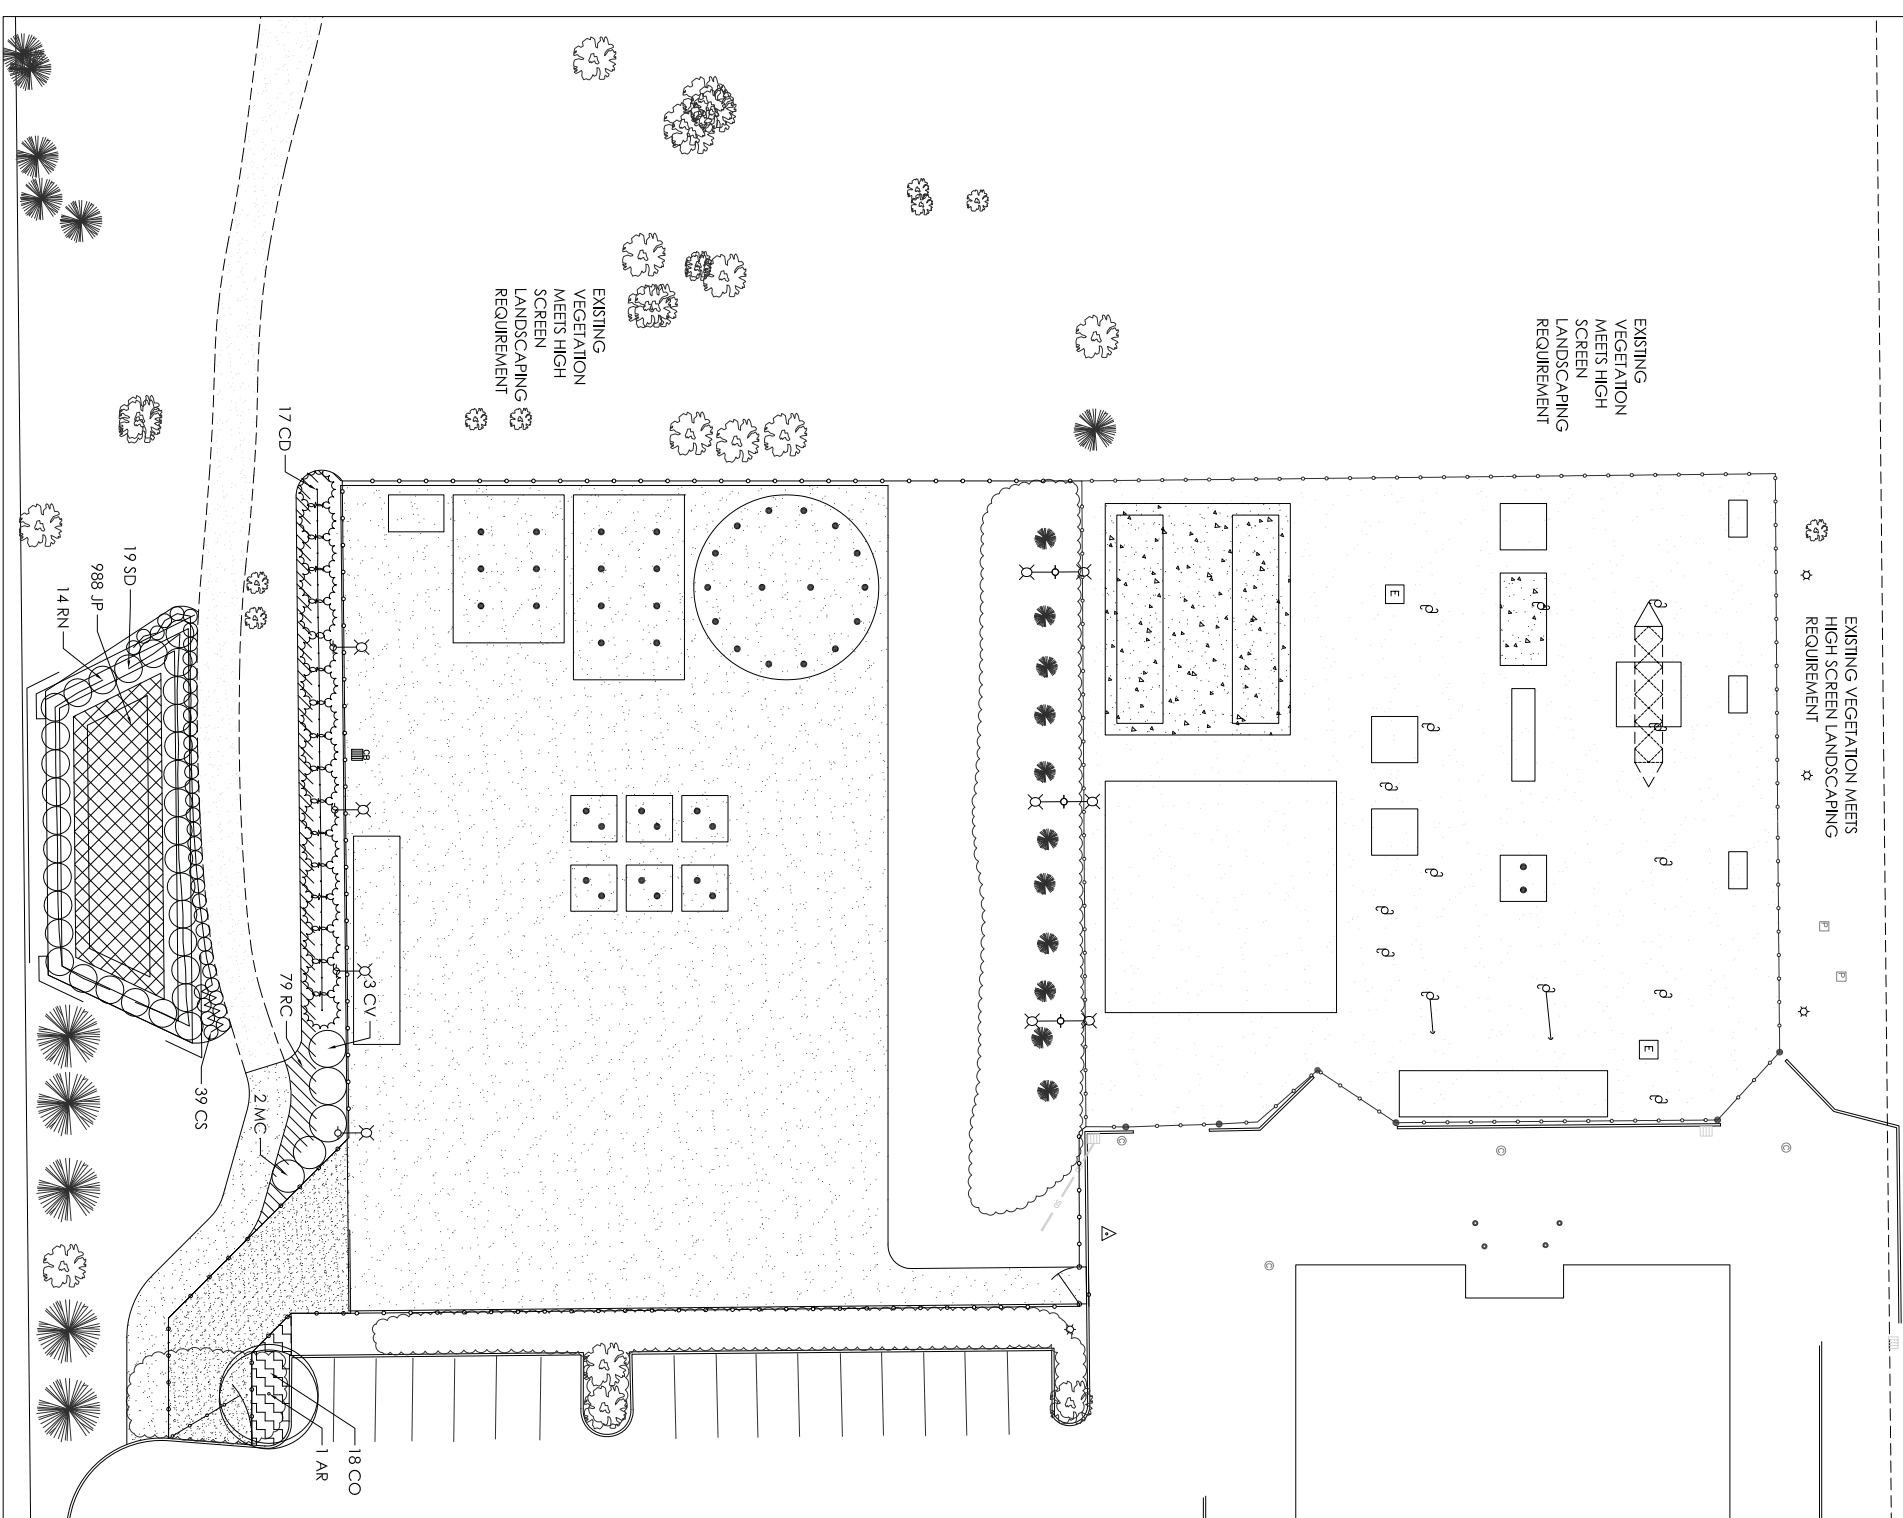 EXISTING
VEGETATION
MEETS HIGH
SCREEN
LANDSCAPING
REQUIREMENT
EXISTING
VEGETATION
MEETS HIGH
SCREEN
LANDSCAPING
REQUIREMENT
EXISTING VEGETATION MEETS
HIGH SCREEN LANDSCAPING
REQUIREMENT
17 CD
19 SD
988 JP
14 RN
3 CV
79 RC
2 MC
39 CS
18 CO
1 AR
E
E
P
P
C
C
C
C